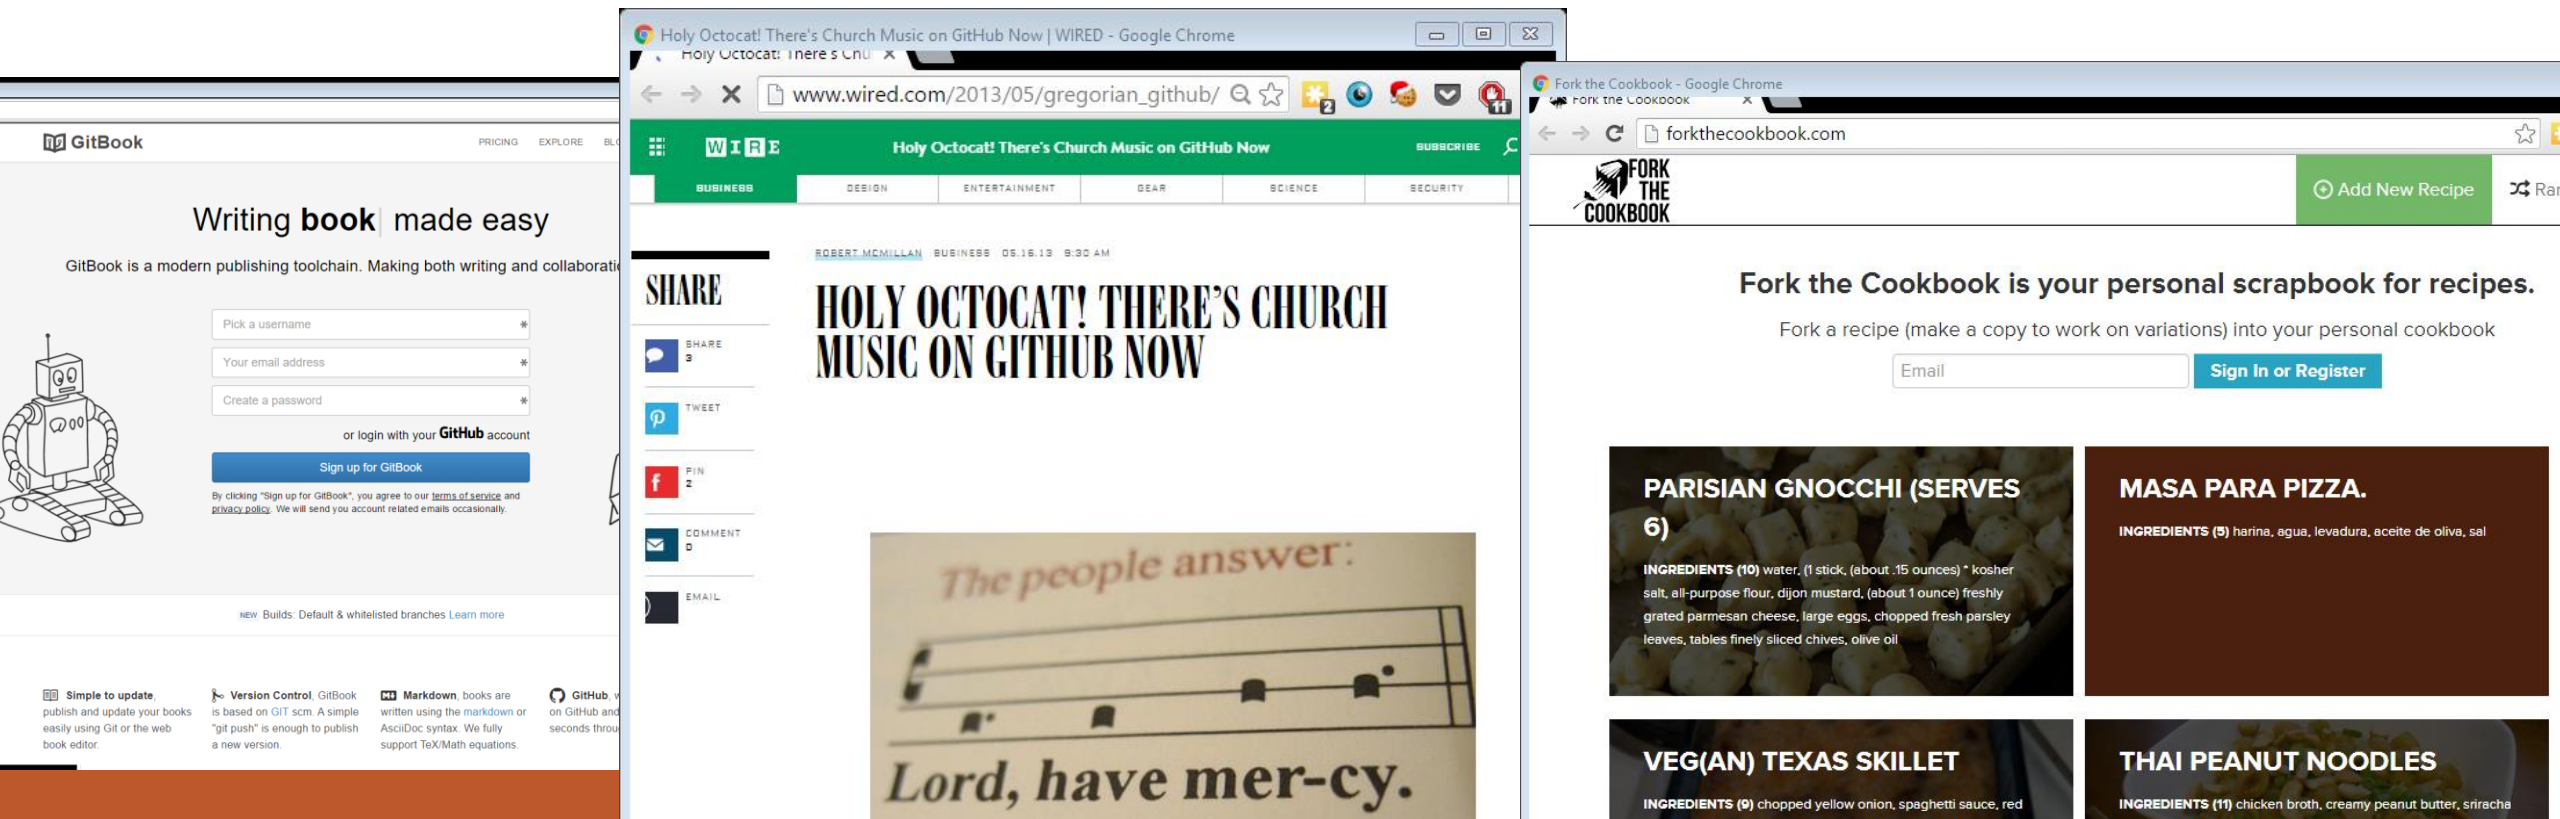 GitBook
PRICING EXPLORE
Writing book made easy
GitBook is a modern publishing toolchain. Making both writing and
Pick a username *
Your email address *
Create a password *
or login with your GitHub account
Sign up for GitBook
By clicking "Sign up for GitBook", you agree to our terms of service and
privacy policy. We will send you account related emails occasionally.
NEW Builds: Default & whitelisted branches Learn more
Simple to update,
publish and update your books
easily using Git or the web
book editor.
Version Control, GitBook
is based on GIT scm. A simple
"git push" is enough to publish
a new version.
Markdown, books are
written using the markdown or
AsciiDoc syntax. We fully
support TeX/Math equations.
GitHub,
on GitHub and
seconds
Holy Octocat! There's Church Music on GitHub Now | WIRED - Google Chrome
Holy Octocat! There's Chu
www.wired.com/2013/05/gregorian_github/
2
11
WIRE
Holy Octocat! There's Church Music on GitHub Now
SUBSCRIBE
BUSINESS DESIGN ENTERTAINMENT GEAR SCIENCE SECURITY
ROBERT MCMILLAN BUSINESS 05.16.13 9:30 AM
HOLY OCTOCAT! THERE'S CHURCH
MUSIC ON GITHUB NOW
SHARE
SHARE
3
TWEET
PIN
2
COMMENT
0
EMAIL
The people answer:
Lord, have mer-cy.
Fork the Cookbook - Google Chrome
Fork the Cookbook
forkthecookbook.com
FORK
THE
COOKBOOK
Add New Recipe
Fork the Cookbook is your personal scrapbook for recipes.
Fork a recipe (make a copy to work on variations) into your personal cookbook
Email
Sign In or Register
PARISIAN GNOCCHI (SERVES
6)
INGREDIENTS (10) water, (1 stick, (about .15 ounces) * kosher
salt, all-purpose flour, dijon mustard, (about 1 ounce) freshly
grated parmesan cheese, large eggs, chopped fresh parsley
leaves, tables finely sliced chives, olive oil
MASA PARA PIZZA.
INGREDIENTS (5) harina, agua, levadura, aceite de oliva, sal
VEG(AN) TEXAS SKILLET
INGREDIENTS (9) chopped yellow onion, spaghetti sauce, red
THAI PEANUT NOODLES
INGREDIENTS (11) chicken broth, creamy peanut butter, sriracha